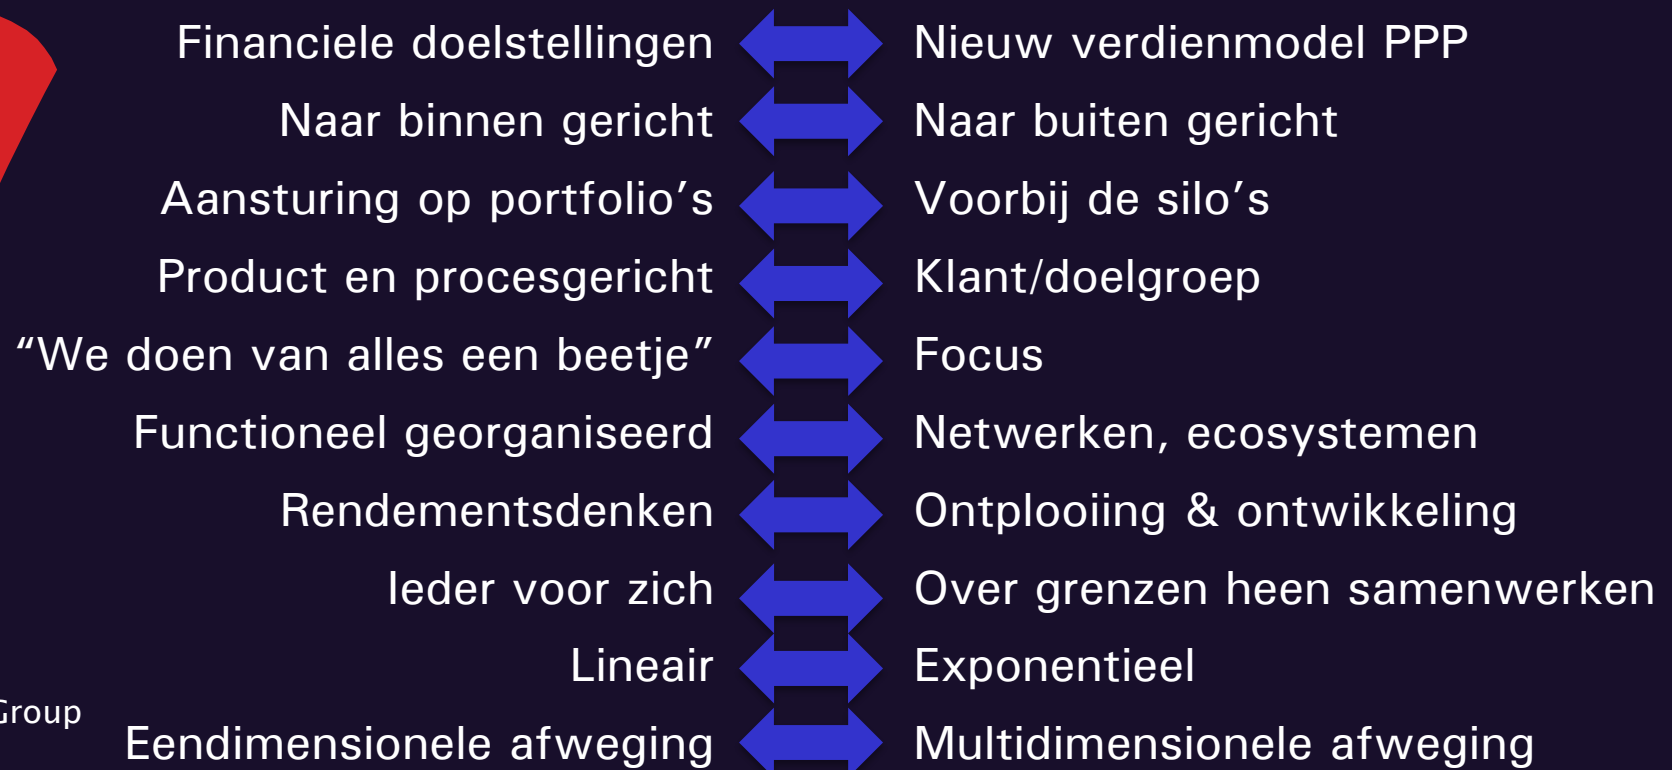 Financiele doelstellingen Nieuw verdienmodel PPP
Naar binnen gericht Naar buiten gericht
Aansturing op portfolio’s Voorbij de silo’s
Product en procesgericht Klant/doelgroep
“We doen van alles een beetje” Focus
Functioneel georganiseerd Netwerken, ecosystemen
Rendementsdenken Ontplooiing & ontwikkeling
Ieder voor zich Over grenzen heen samenwerken
Lineair Exponentieel
Group
Eendimensionele afweging Multidimensionele afweging